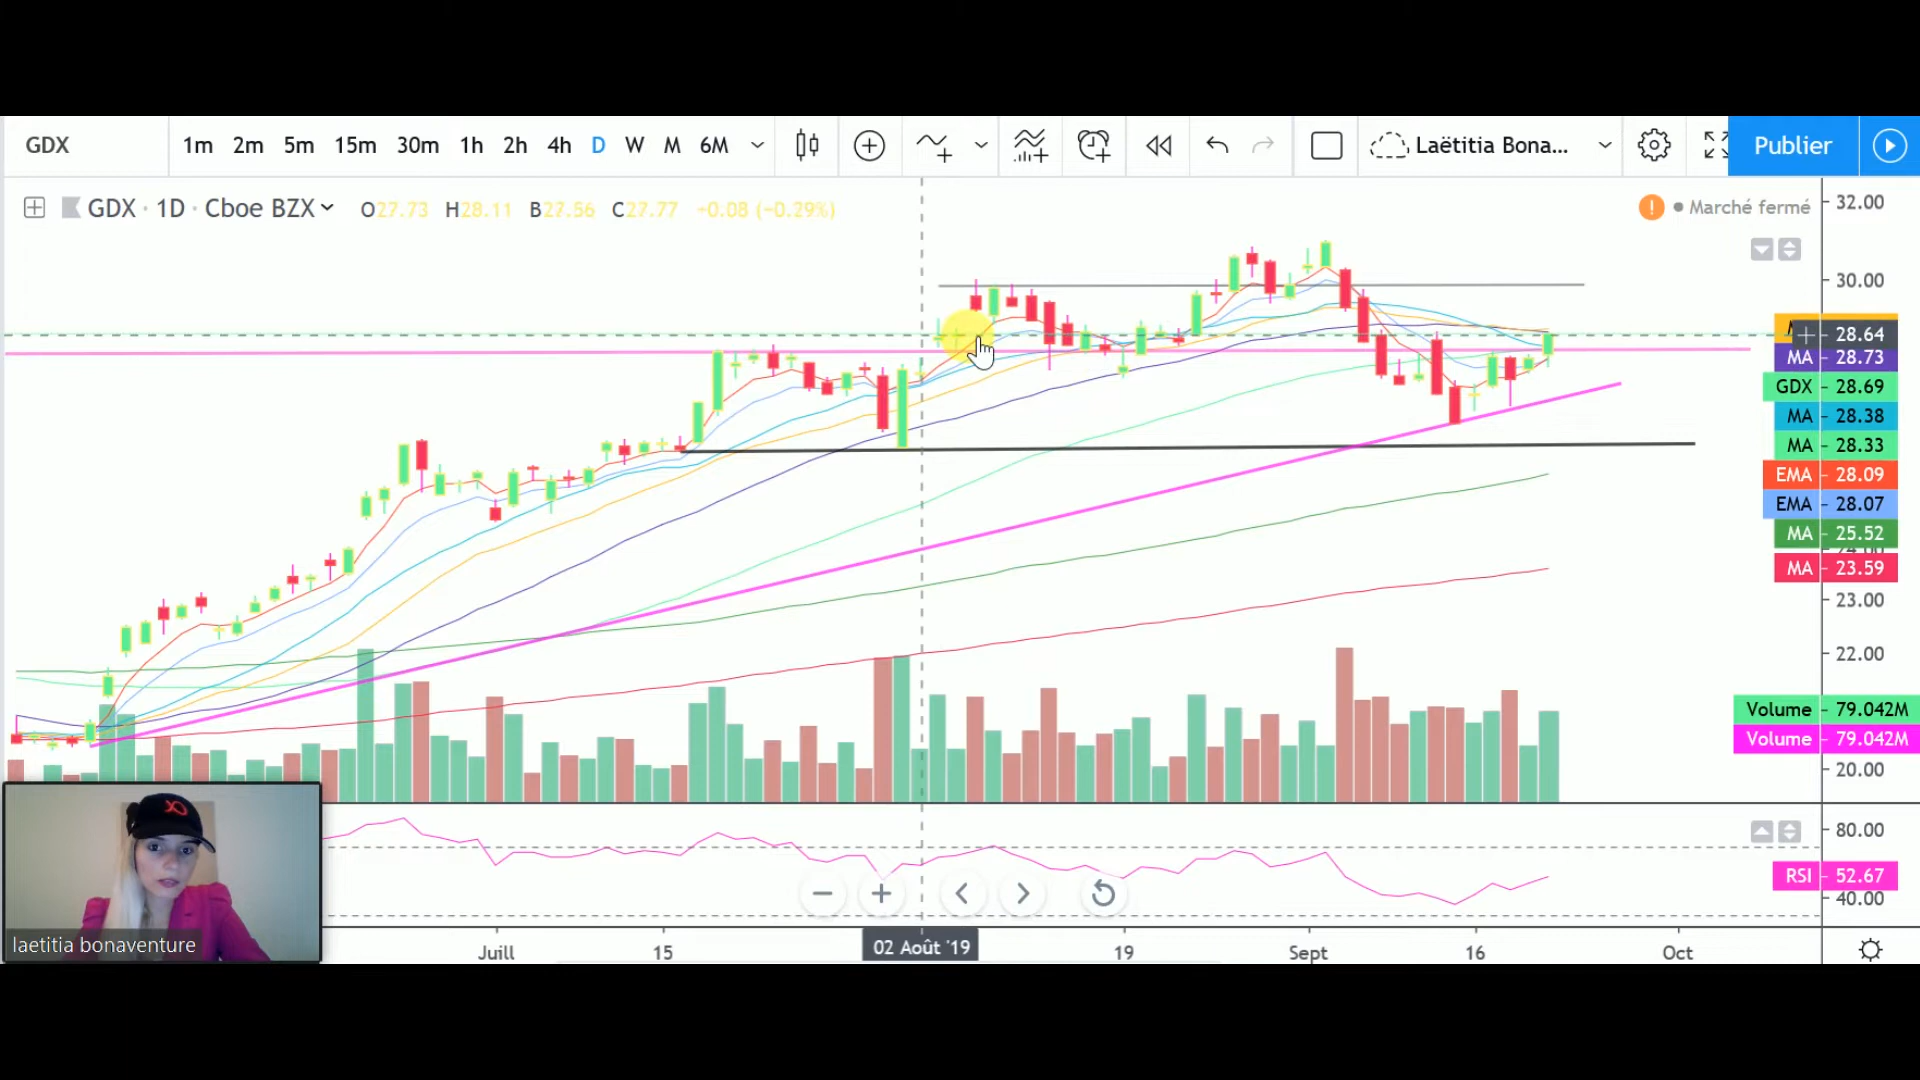 GDX 1m 2m 5m 15m 30m 1h 2h 4h D W M 6M Laëtitia Bona... Publier
GDX · 1D · Cboe BZX O27.73 H28.11 B27.56 C27.77 −0.08 (−0.29%)
! Marché fermé
32.00
30.00
28.64
MA 28.73
GDX 28.69
MA 28.38
MA 28.33
EMA 28.09
EMA 28.07
MA 25.52
24.00
MA 23.59
23.00
22.00
Volume 79.042M
Volume 79.042M
20.00
80.00
RSI 52.67
40.00
laetitia bonaventure
Juill 15 02 Août '19 19 Sept 16 Oct